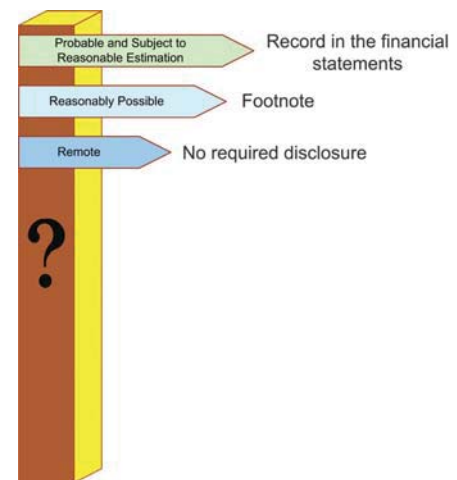 Probable and Subject to
Reasonable Estimation
Record in the financial
statements
Reasonably Possible
Footnote
Remote
No required disclosure
?